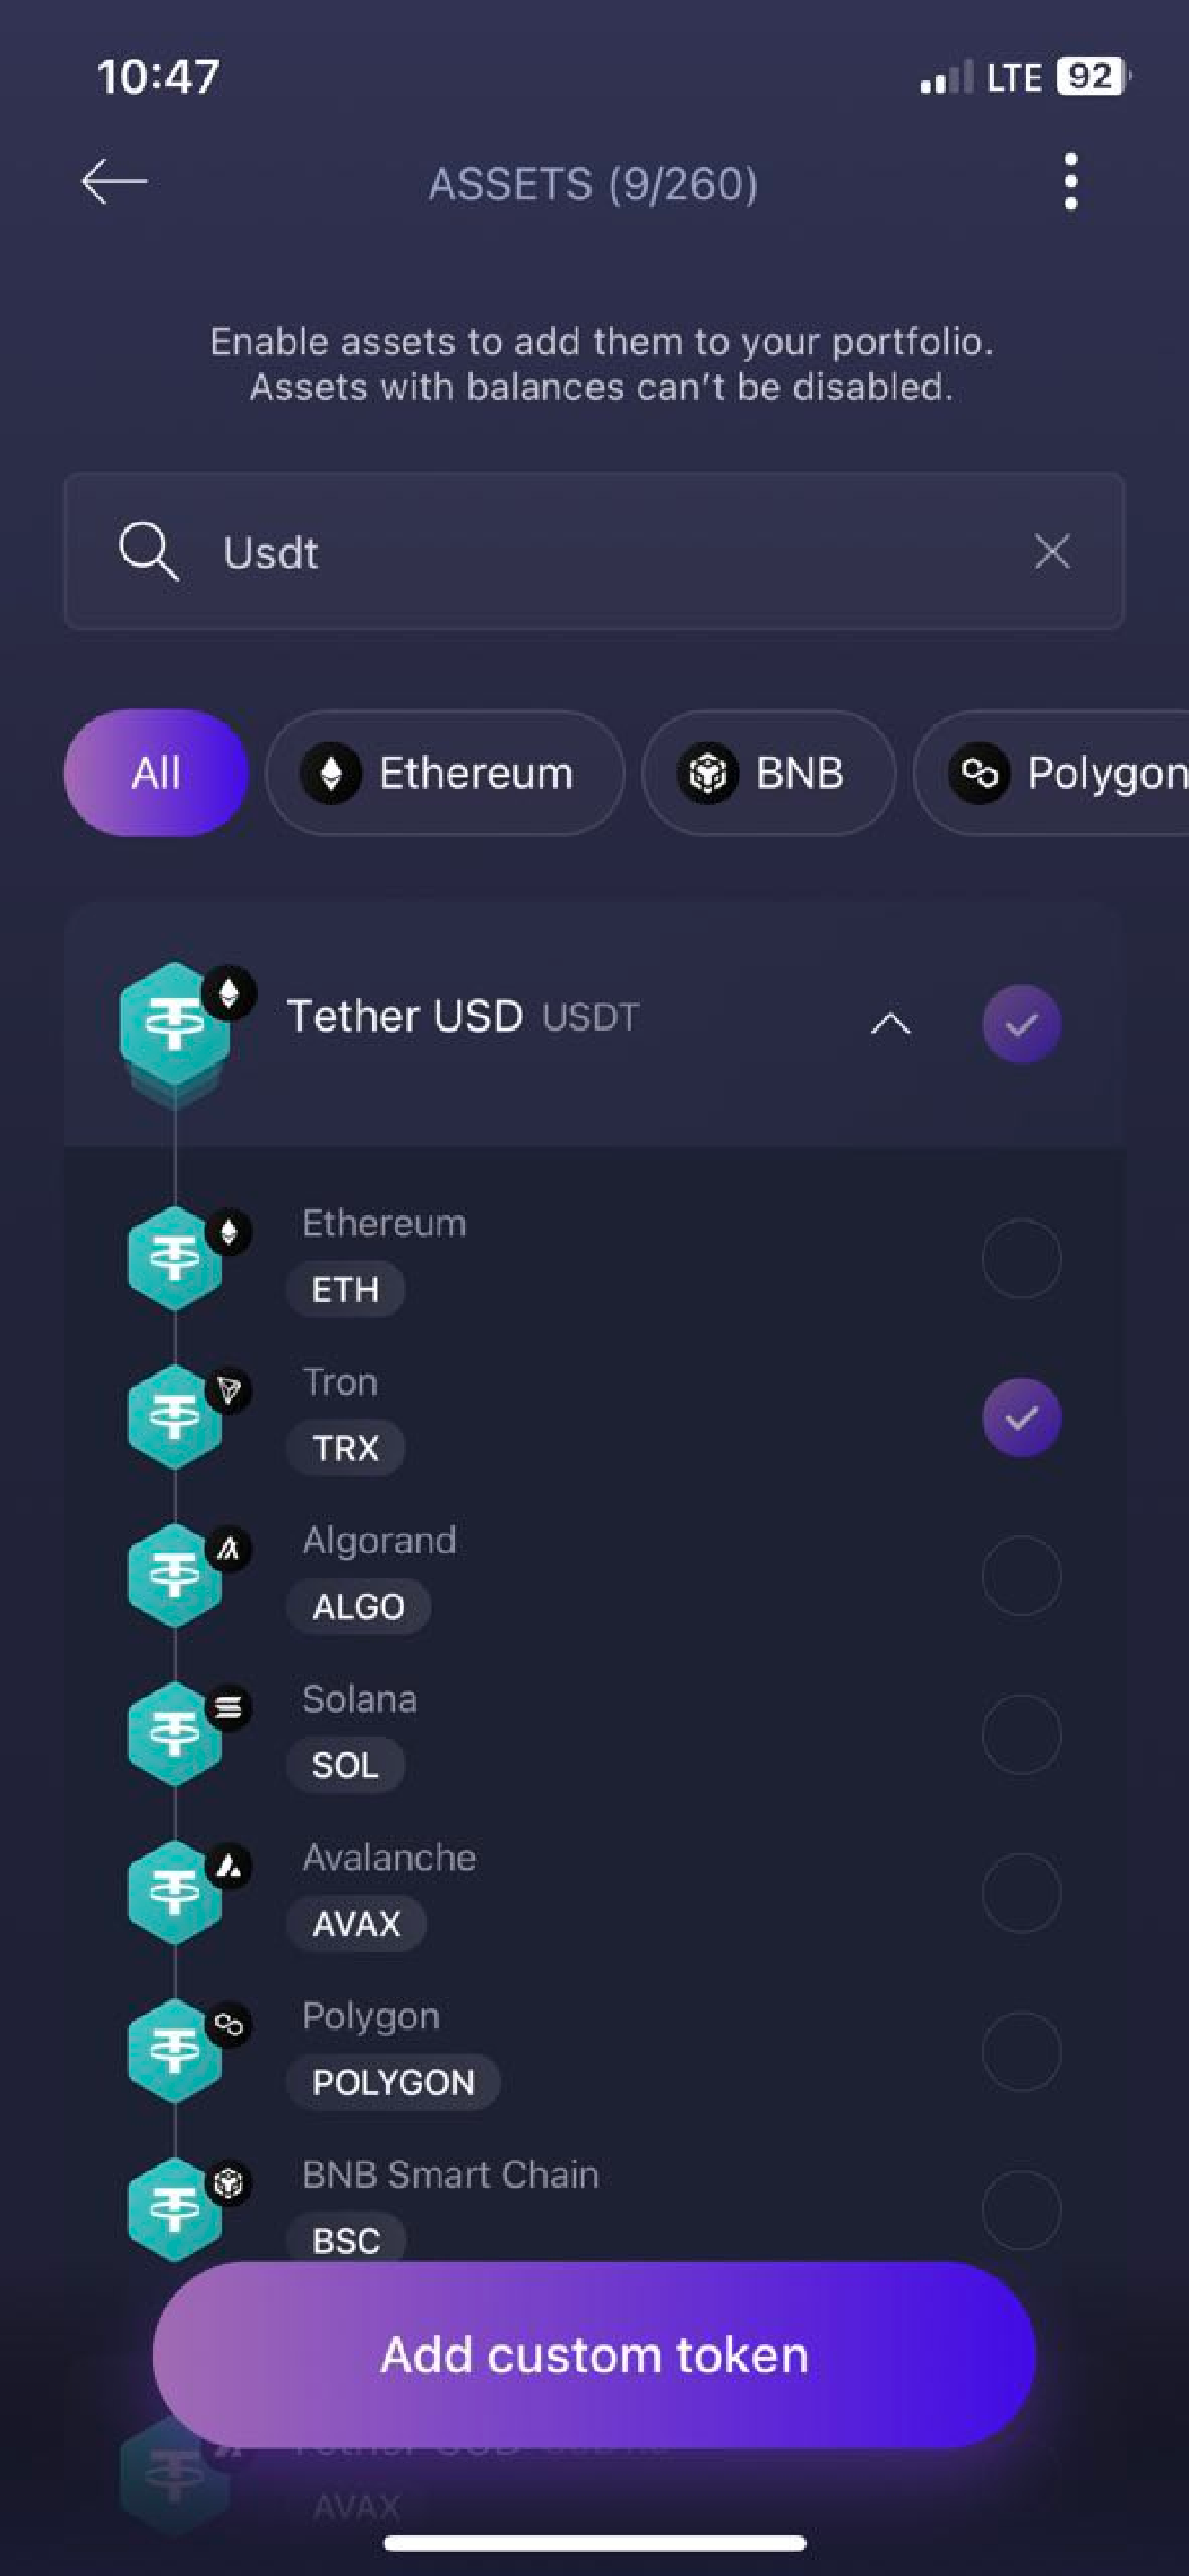 10:47
LTE 92
ASSETS (9/260)
Enable assets to add them to your portfolio.
Assets with balances can't be disabled.
Usdt
All
Ethereum
BNB
Polygon
Tether USD USDT
Ethereum
ETH
Tron
TRX
Algorand
ALGO
Solana
SOL
Avalanche
AVAX
Polygon
POLYGON
BNB Smart Chain
BSC
Add custom token
AVAX